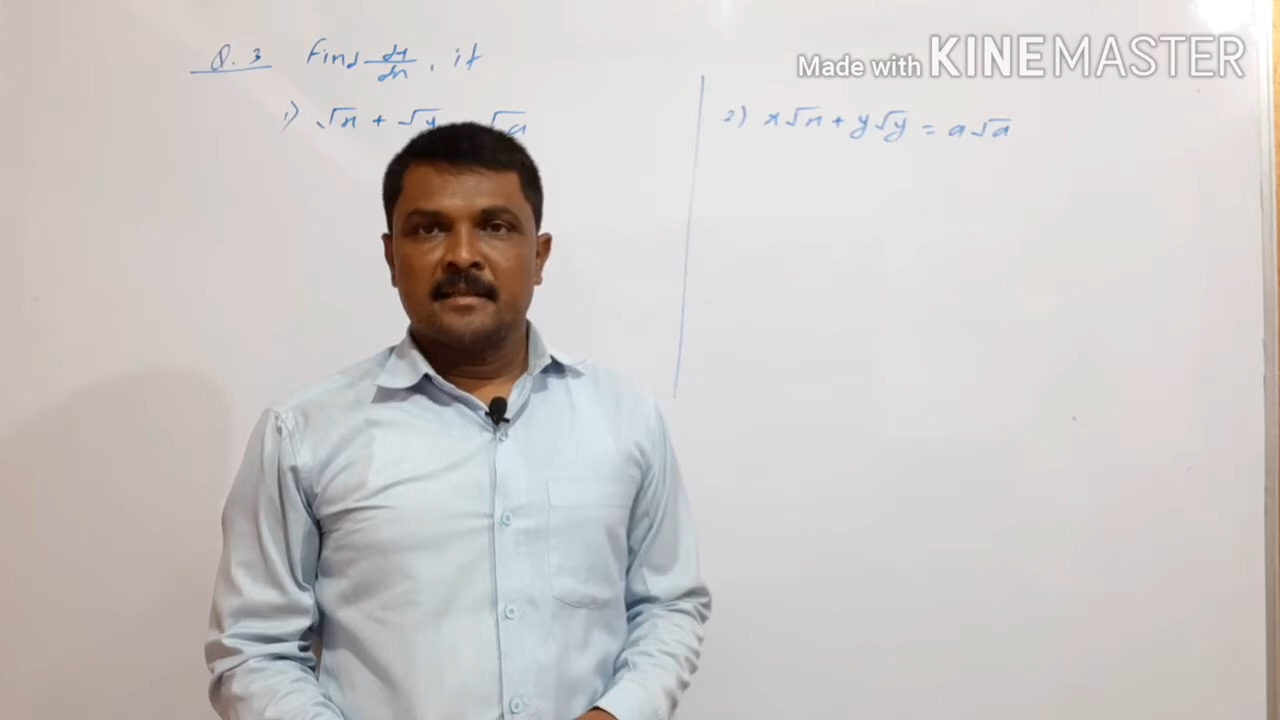 Made with KINEMASTER
Q. 3 Find dy/dx, if
1) √x + √y √a
2) x√x + y√y = a√a